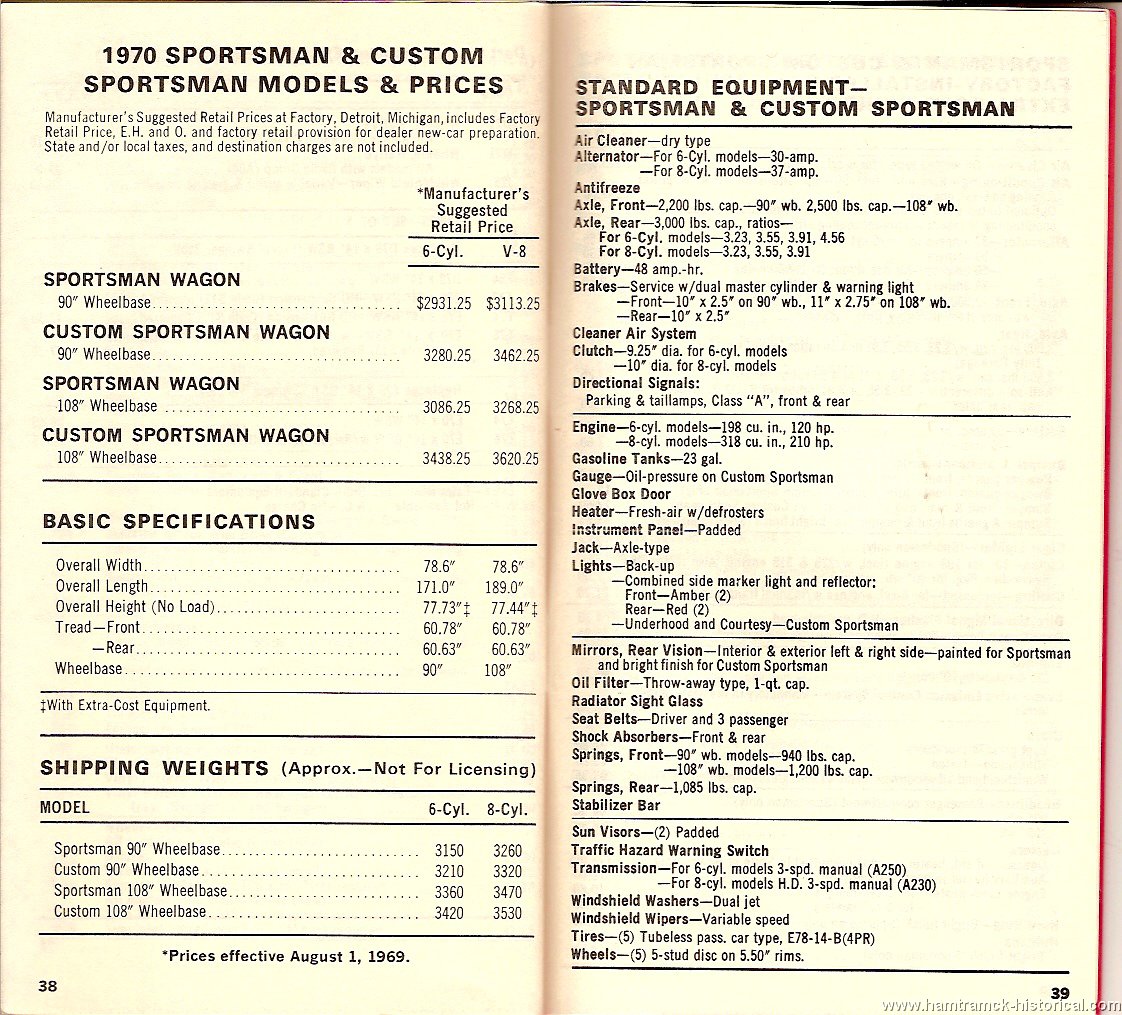 1970 SPORTSMAN & CUSTOM
SPORTSMAN MODELS & PRICES
Manufacturer's Suggested Retail Prices at Factory, Detroit, Michigan, includes Factory
Retail Price, E.H. and O. and factory retail provision for dealer new-car preparation.
State and/or local taxes, and destination charges are not included.
*Manufacturer's
Suggested
Retail Price
6-Cyl. V-8
SPORTSMAN WAGON
90" Wheelbase................................ $2931.25 $3113.25
CUSTOM SPORTSMAN WAGON
90" Wheelbase................................ 3280.25 3462.25
SPORTSMAN WAGON
108" Wheelbase ............................... 3086.25 3268.25
CUSTOM SPORTSMAN WAGON
108" Wheelbase............................... 3438.25 3620.25
BASIC SPECIFICATIONS
Overall Width................................. 78.6" 78.6"
Overall Length................................ 171.0" 189.0"
Overall Height (No Load)........................ 77.73"‡ 77.44"‡
Tread—Front.................................. 60.78" 60.78"
—Rear.................................. 60.63" 60.63"
Wheelbase.................................... 90" 108"
‡With Extra-Cost Equipment.
SHIPPING WEIGHTS (Approx.—Not For Licensing)
MODEL 6-Cyl. 8-Cyl.
Sportsman 90" Wheelbase.......................... 3150 3260
Custom 90" Wheelbase............................. 3210 3320
Sportsman 108" Wheelbase......................... 3360 3470
Custom 108" Wheelbase............................ 3420 3530
*Prices effective August 1, 1969.
38
STANDARD EQUIPMENT—
SPORTSMAN & CUSTOM SPORTSMAN
Air Cleaner—dry type
Alternator—For 6-Cyl. models—30-amp.
—For 8-Cyl. models—37-amp.
Antifreeze
Axle, Front—2,200 lbs. cap.—90" wb. 2,500 lbs. cap.—108" wb.
Axle, Rear—3,000 lbs. cap., ratios—
For 6-Cyl. models—3.23, 3.55, 3.91, 4.56
For 8-Cyl. models—3.23, 3.55, 3.91
Battery—48 amp.-hr.
Brakes—Service w/dual master cylinder & warning light
—Front—10" x 2.5" on 90" wb., 11" x 2.75" on 108" wb.
—Rear—10" x 2.5"
Cleaner Air System
Clutch—9.25" dia. for 6-cyl. models
—10" dia. for 8-cyl. models
Directional Signals:
Parking & taillamps, Class "A", front & rear
Engine—6-cyl. models—198 cu. in., 120 hp.
—8-cyl. models—318 cu. in., 210 hp.
Gasoline Tanks—23 gal.
Gauge—Oil-pressure on Custom Sportsman
Glove Box Door
Heater—Fresh-air w/defrosters
Instrument Panel—Padded
Jack—Axle-type
Lights—Back-up
—Combined side marker light and reflector:
Front—Amber (2)
Rear—Red (2)
—Underhood and Courtesy—Custom Sportsman
Mirrors, Rear Vision—Interior & exterior left & right side—painted for Sportsman
and bright finish for Custom Sportsman
Oil Filter—Throw-away type, 1-qt. cap.
Radiator Sight Glass
Seat Belts—Driver and 3 passenger
Shock Absorbers—Front & rear
Springs, Front—90" wb. models—940 lbs. cap.
—108" wb. models—1,200 lbs. cap.
Springs, Rear—1,085 lbs. cap.
Stabilizer Bar
Sun Visors—(2) Padded
Traffic Hazard Warning Switch
Transmission—For 6-cyl. models 3-spd. manual (A250)
—For 8-cyl. models H.D. 3-spd. manual (A230)
Windshield Washers—Dual jet
Windshield Wipers—Variable speed
Tires—(5) Tubeless pass. car type, E78-14-B(4PR)
Wheels—(5) 5-stud disc on 5.50" rims.
39
www.hamtramck-historical.com